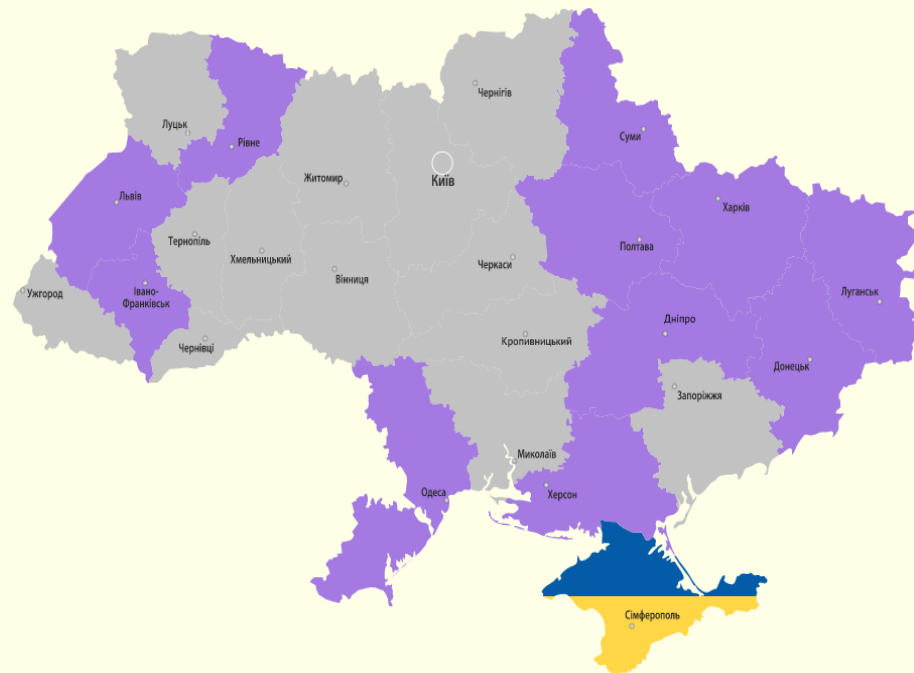 Чернігів
Луцьк
Рівне
Суми
Київ
Житомир
Львів
Харків
Тернопіль
Полтава
Хмельницький
Черкаси
Вінниця
Івано-
Франківськ
Ужгород
Луганськ
Дніпро
Чернівці
Кропивницький
Донецьк
Запоріжжя
Миколаїв
Одеса
Херсон
Сімферополь